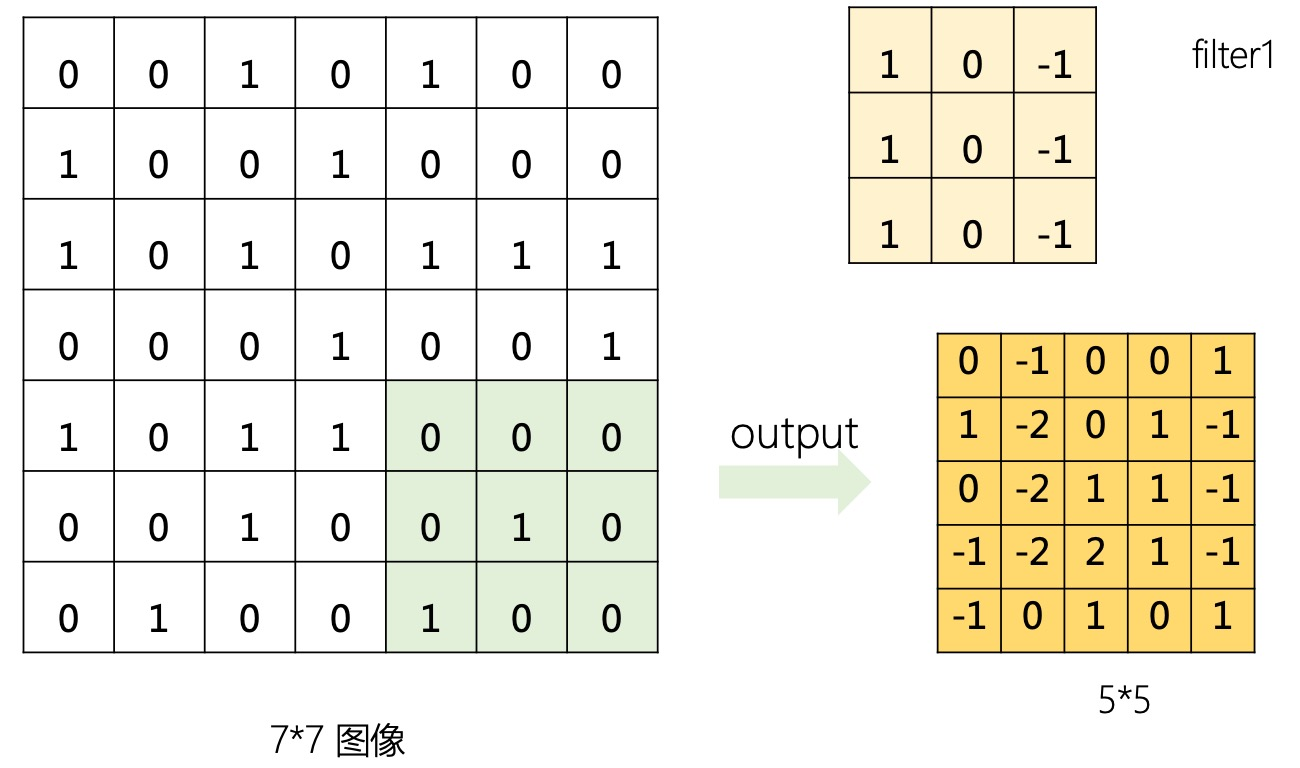 0 0 1 0 1 0 0
1 0 0 1 0 0 0
1 0 1 0 1 1 1
0 0 0 1 0 0 1
1 0 1 1 0 0 0
0 0 1 0 0 1 0
0 1 0 0 1 0 0
7*7 图像
1 0 -1
1 0 -1
1 0 -1
filter1
output
0 -1 0 0 1
1 -2 0 1 -1
0 -2 1 1 -1
-1 -2 2 1 -1
-1 0 1 0 1
5*5